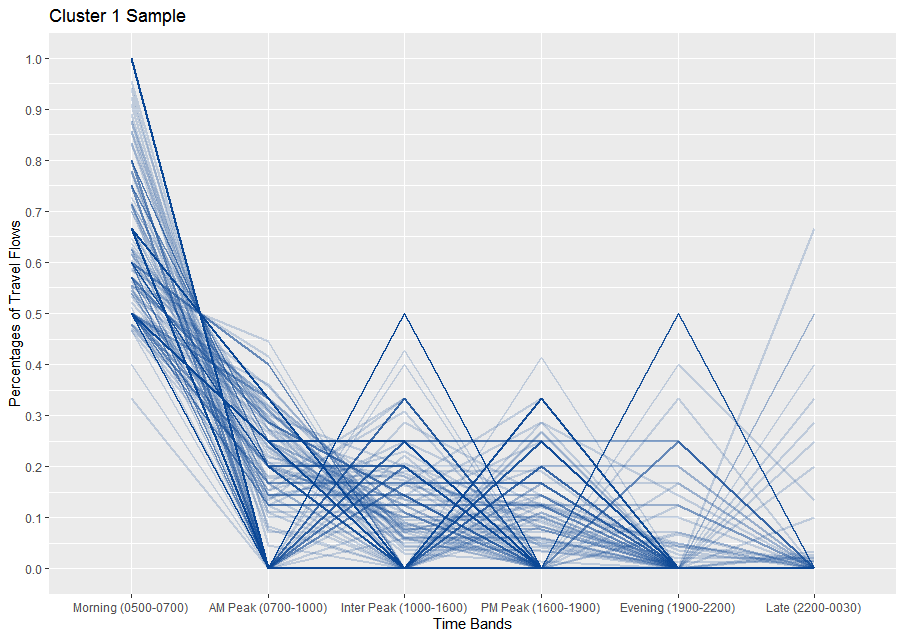 Cluster 1 Sample
1.0
0.9
0.8
0.7
0.6
0.5
0.4
0.3
0.2
0.1
0.0
Percentages of Travel Flows
Morning (0500-0700) AM Peak (0700-1000) Inter Peak (1000-1600) PM Peak (1600-1900) Evening (1900-2200) Late (2200-0030)
Time Bands